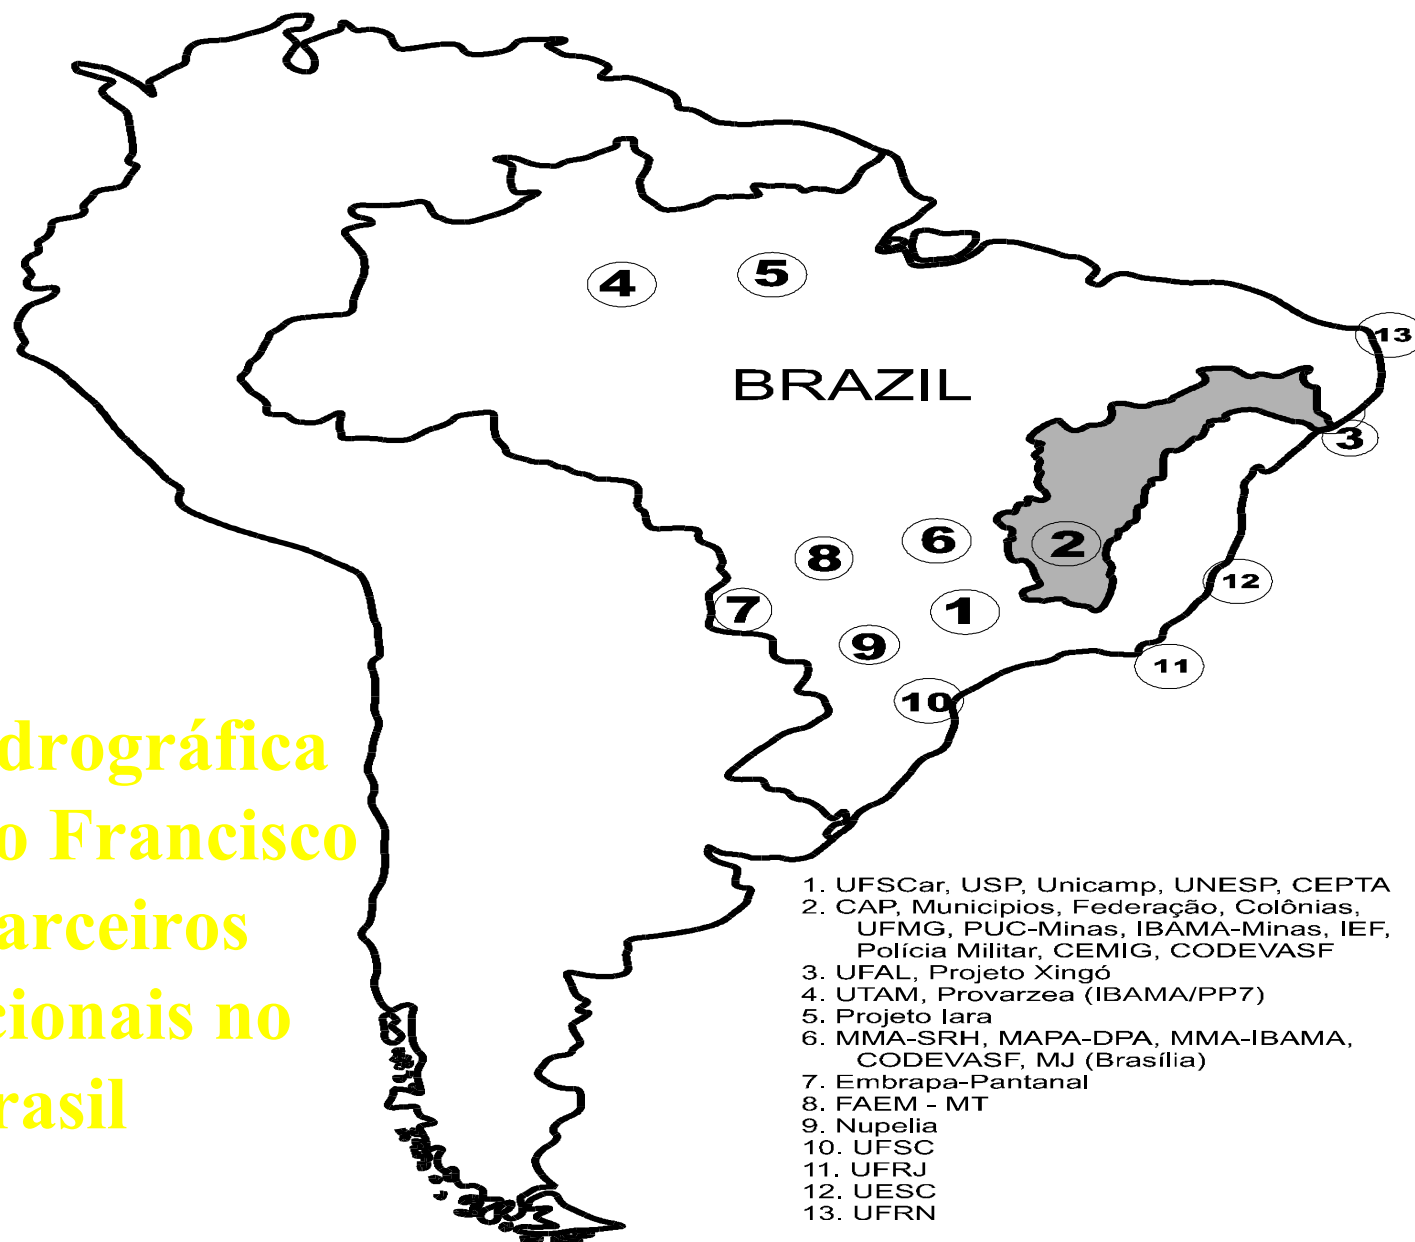 4
5
13
BRAZIL
3
6
2
8
12
7
1
9
11
10
drográfica
o Francisco
arceiros
cionais no
rasil
1. UFSCar, USP, Unicamp, UNESP, CEPTA
2. CAP, Municipios, Federação, Colônias,
UFMG, PUC-Minas, IBAMA-Minas, IEF,
Polícia Militar, CEMIG, CODEVASF
3. UFAL, Projeto Xingó
4. UTAM, Provarzea (IBAMA/PP7)
5. Projeto Iara
6. MMA-SRH, MAPA-DPA, MMA-IBAMA,
CODEVASF, MJ (Brasília)
7. Embrapa-Pantanal
8. FAEM - MT
9. Nupelia
10. UFSC
11. UFRJ
12. UESC
13. UFRN